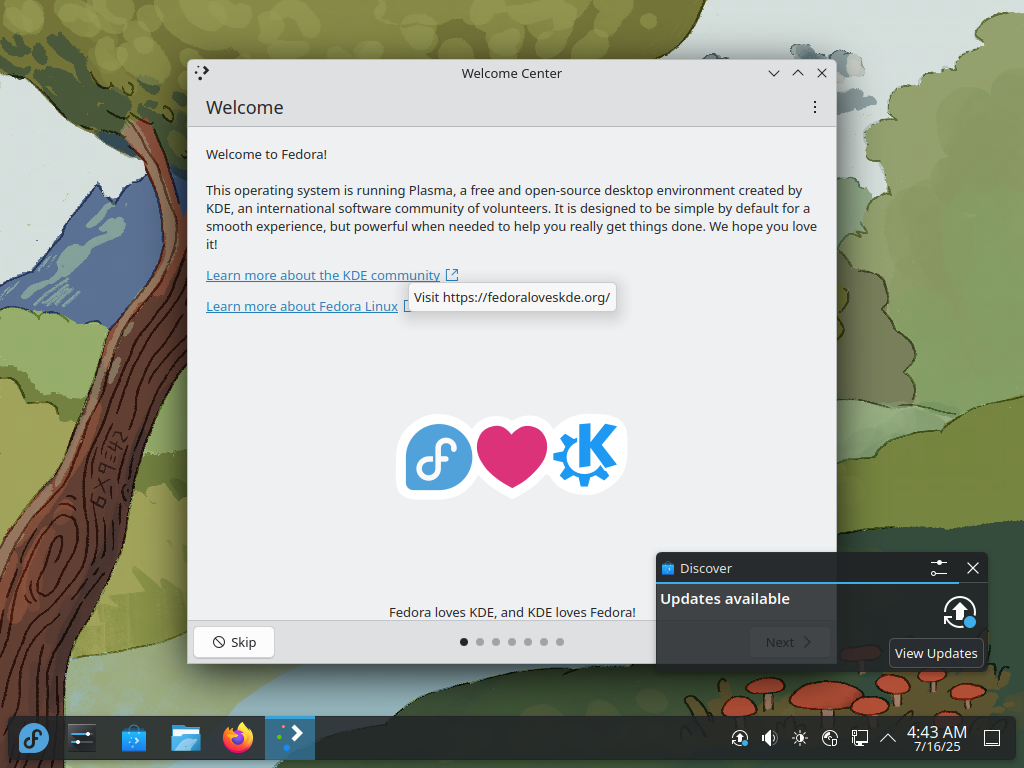 Welcome Center
Welcome
Welcome to Fedora!
This operating system is running Plasma, a free and open-source desktop environment created by
KDE, an international software community of volunteers. It is designed to be simple by default for a
smooth experience, but powerful when needed to help you really get things done. We hope you love
it!
Learn more about the KDE community
Visit https://fedoraloveskde.org/
Learn more about Fedora Linux
6x9=42
Fedora loves KDE, and KDE loves Fedora!
Skip
Next
Discover
Updates available
View Updates
4:43 AM
7/16/25